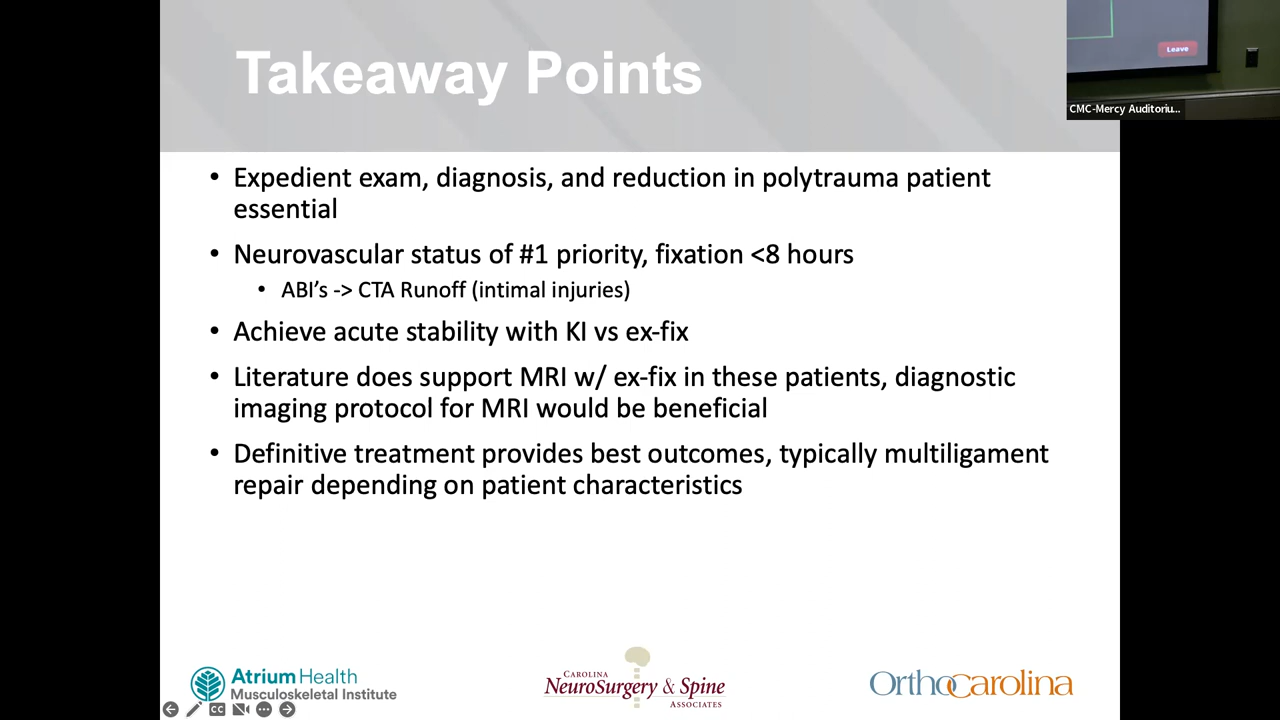 Takeaway Points
Leave
CMC-Mercy Auditoriu...
• Expedient exam, diagnosis, and reduction in polytrauma patient
essential
• Neurovascular status of #1 priority, fixation <8 hours
• ABI's -> CTA Runoff (intimal injuries)
• Achieve acute stability with KI vs ex-fix
• Literature does support MRI w/ ex-fix in these patients, diagnostic
imaging protocol for MRI would be beneficial
• Definitive treatment provides best outcomes, typically multiligament
repair depending on patient characteristics
Atrium Health
Musculoskeletal Institute
CAROLINA
NEUROSURGERY & SPINE
ASSOCIATES
OrthoCarolina
CC